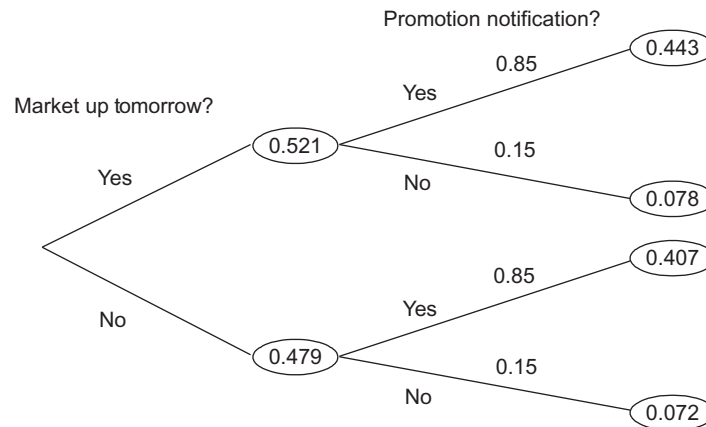 Promotion notification?
0.85
0.443
Yes
Market up tomorrow?
0.521
0.15
Yes
No
0.078
0.407
0.85
Yes
No
0.479
0.15
No
0.072